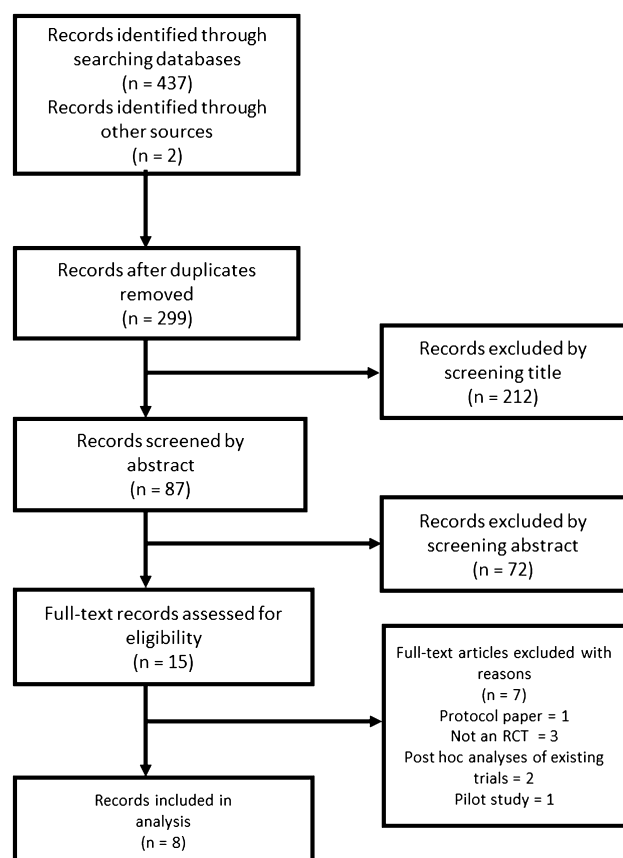 Records identified through
searching databases
(n = 437)
Records identified through
other sources
(n = 2)
Records after duplicates
removed
(n = 299)
Records excluded by
screening title
(n = 212)
Records screened by
abstract
(n = 87)
Records excluded by
screening abstract
(n = 72)
Full-text records assessed for
eligibility
(n = 15)
Full-text articles excluded with
reasons
(n = 7)
Protocol paper = 1
Not an RCT = 3
Post hoc analyses of existing
trials = 2
Pilot study = 1
Records included in
analysis
(n = 8)